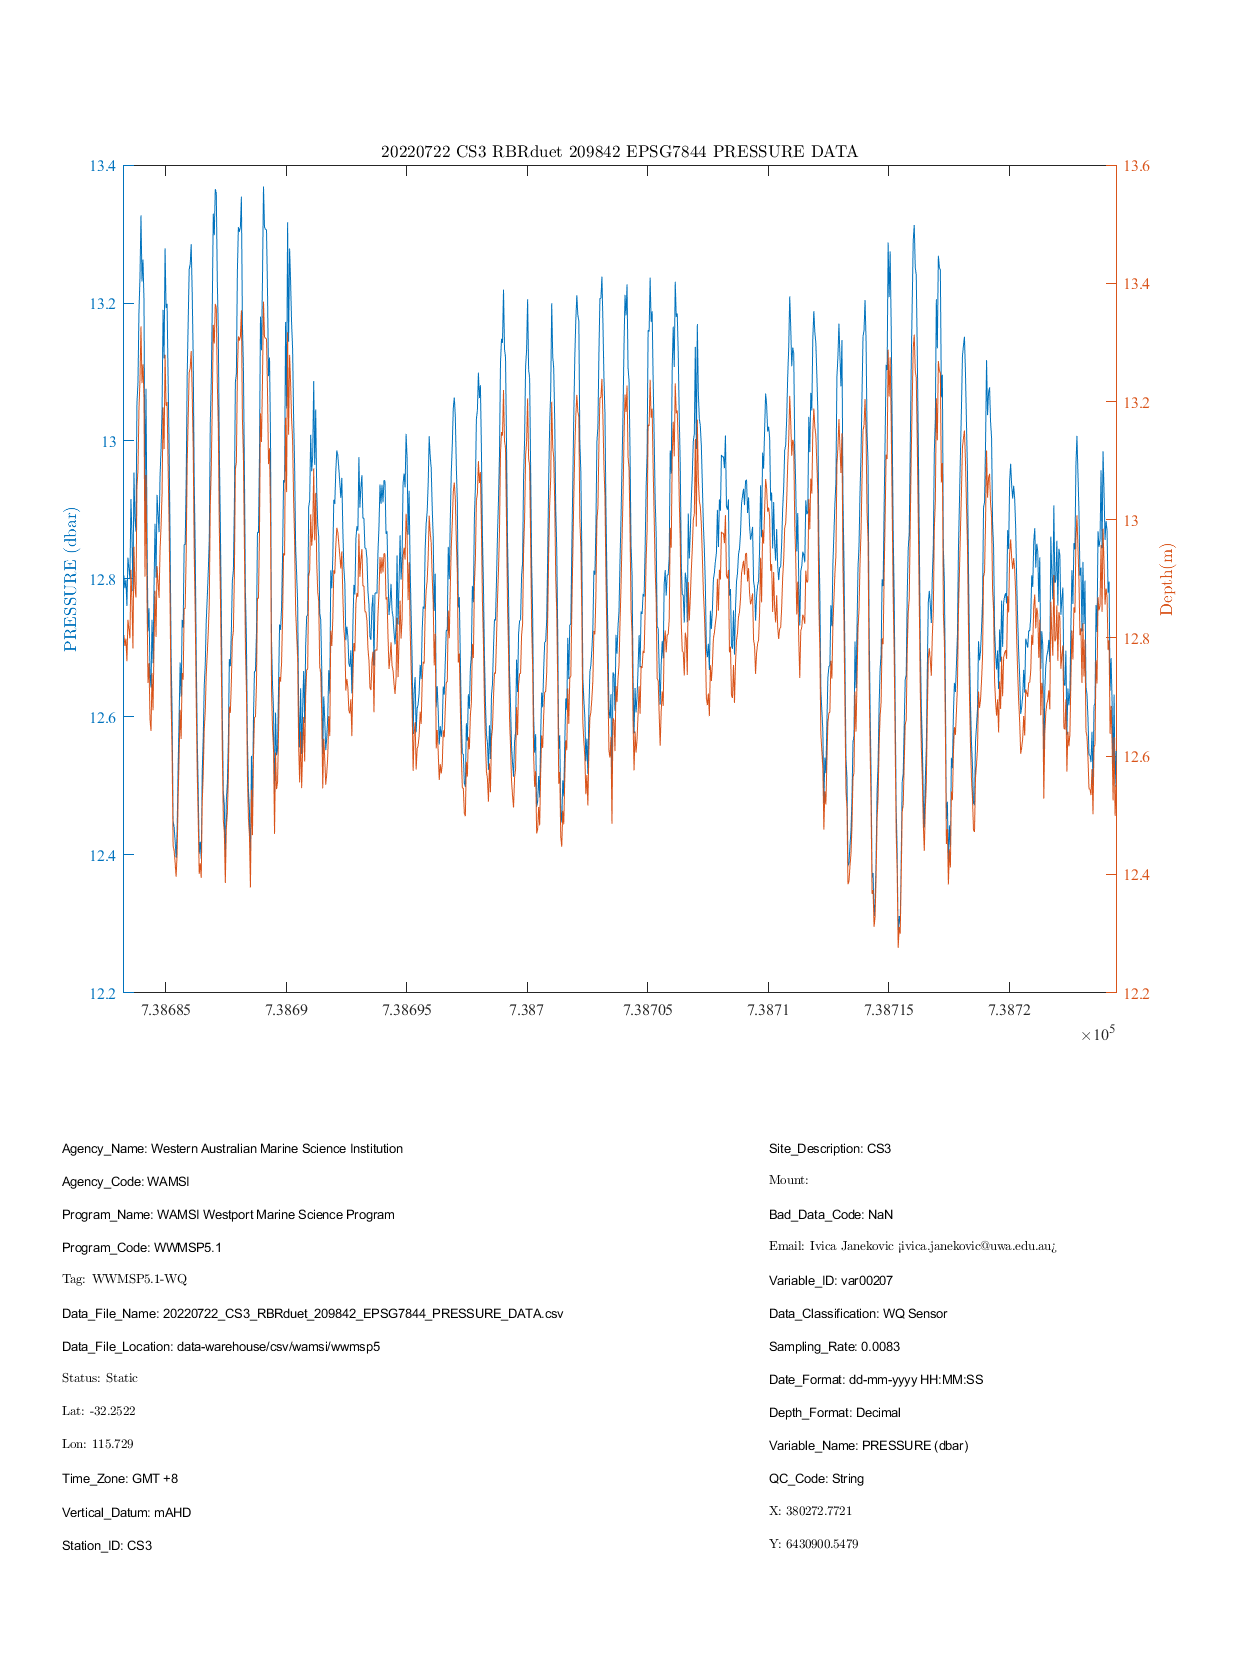 20220722 CS3 RBRduet 209842 EPSG7844 PRESSURE DATA
13.4
13.2
13
12.8
12.6
12.4
12.2
PRESSURE (dbar)
13.6
13.4
13.2
13
12.8
12.6
12.4
12.2
Depth(m)
7.38685
7.3869
7.38695
7.387
7.38705
7.3871
7.38715
7.3872
×10^5
Agency_Name: Western Australian Marine Science Institution
Agency_Code: WAMSI
Program_Name: WAMSI Westport Marine Science Program
Program_Code: WWMSP5.1
Tag: WWMSP5.1-WQ
Data_File_Name: 20220722_CS3_RBRduet_209842_EPSG7844_PRESSURE_DATA.csv
Data_File_Location: data-warehouse/csv/wamsi/wwmsp5
Status: Static
Lat: -32.2522
Lon: 115.729
Time_Zone: GMT +8
Vertical_Datum: mAHD
Station_ID: CS3
Site_Description: CS3
Mount:
Bad_Data_Code: NaN
Email: Ivica Janekovic ¡ivica.janekovic@uwa.edu.au¿
Variable_ID: var00207
Data_Classification: WQ Sensor
Sampling_Rate: 0.0083
Date_Format: dd-mm-yyyy HH:MM:SS
Depth_Format: Decimal
Variable_Name: PRESSURE (dbar)
QC_Code: String
X: 380272.7721
Y: 6430900.5479